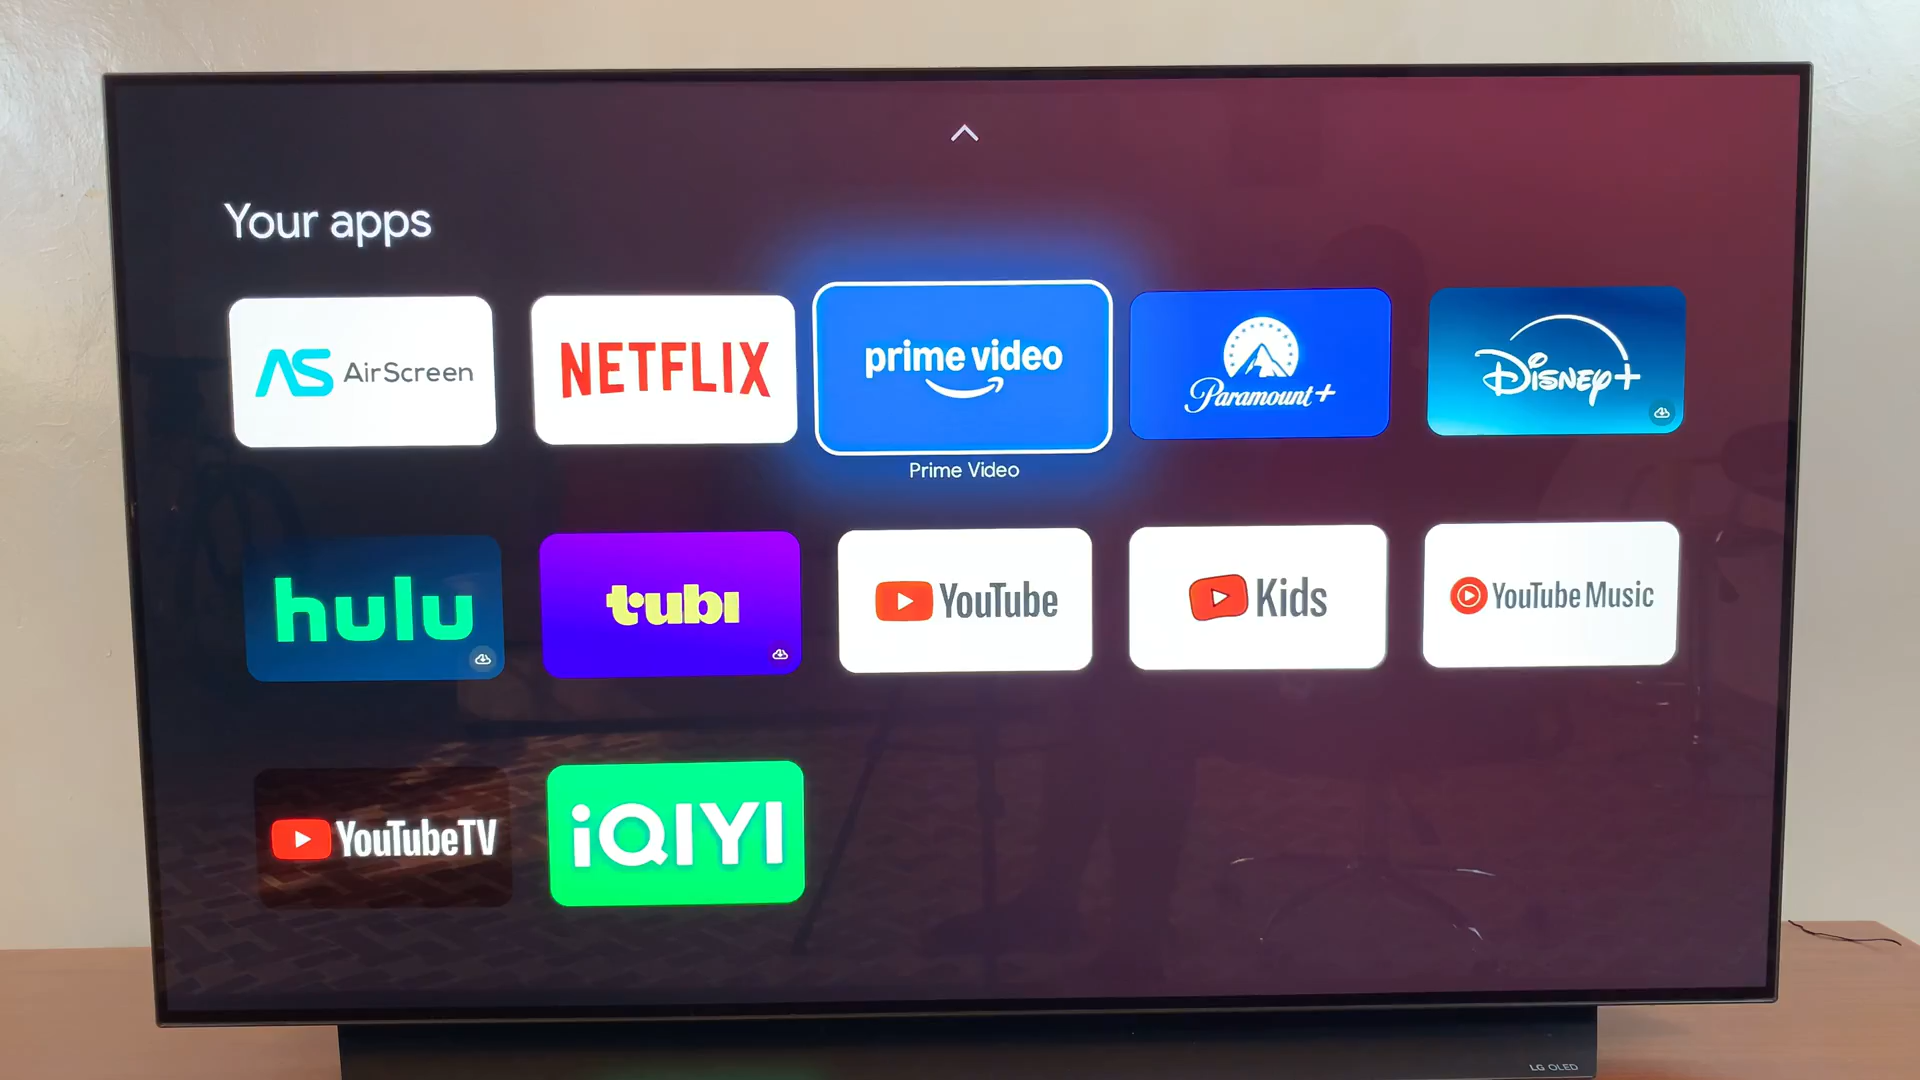 Your apps
AS AirScreen
NETFLIX
prime video
Paramount+
Disney+
Prime Video
hulu
tubi
YouTube
Kids
YouTube Music
YouTubeTV
iQIYI
LG OLED